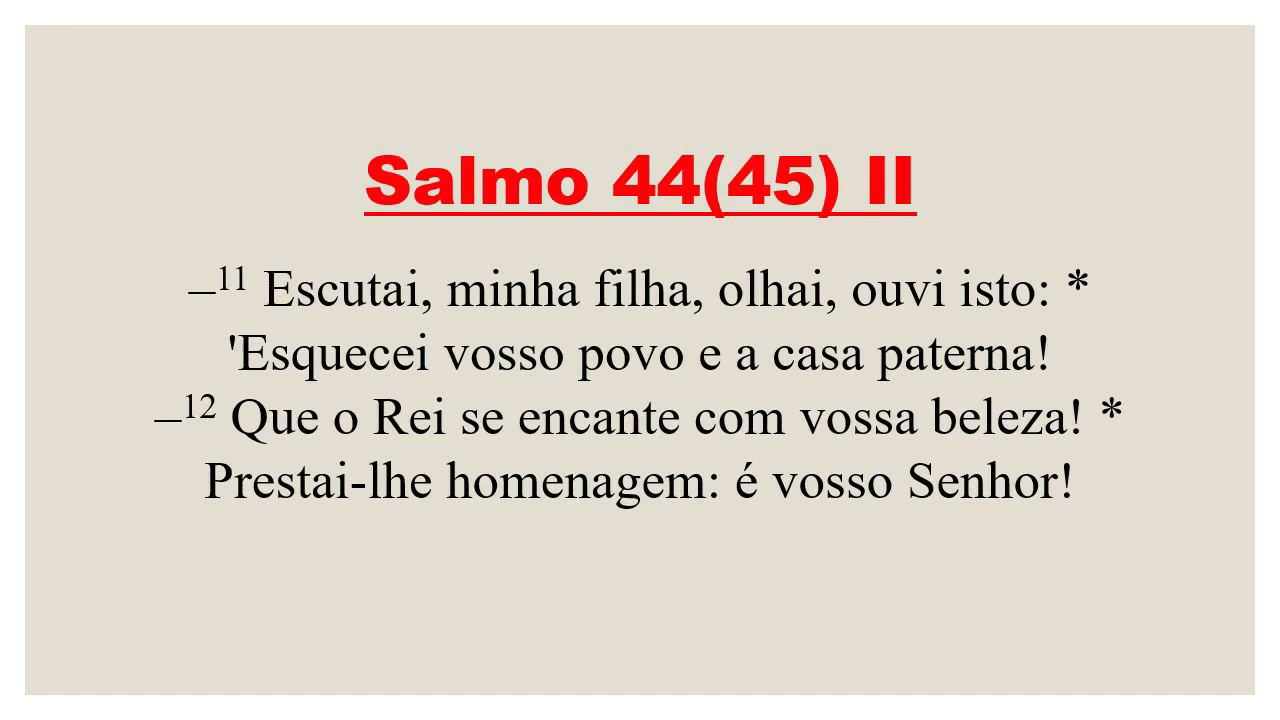 Salmo 44(45) II
–11 Escutai, minha filha, olhai, ouvi isto: *
'Esquecei vosso povo e a casa paterna!
–12 Que o Rei se encante com vossa beleza! *
Prestai-lhe homenagem: é vosso Senhor!